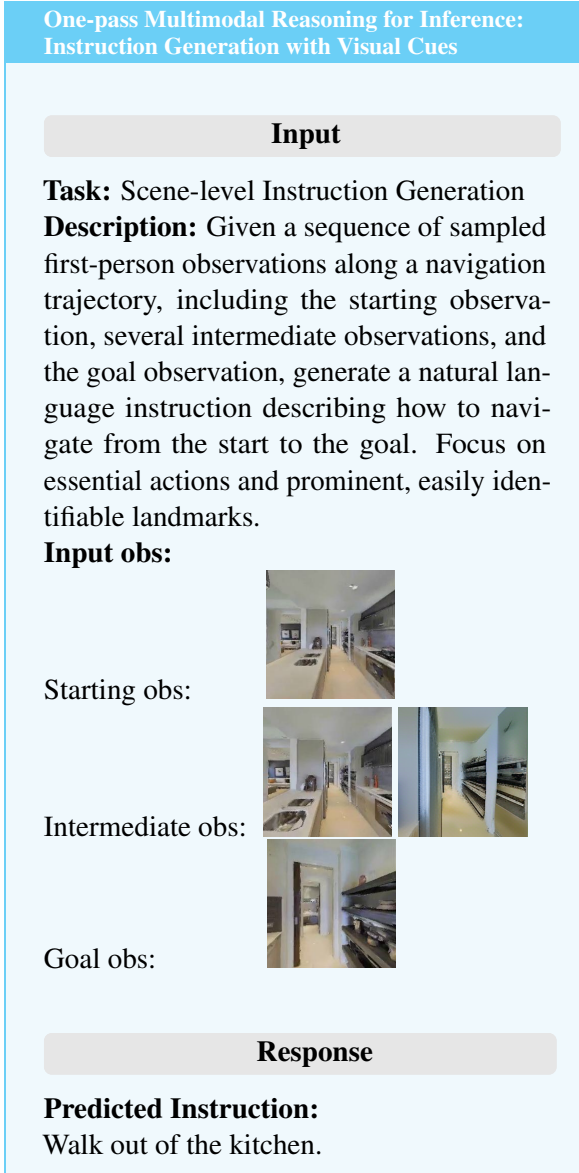 One-pass Multimodal Reasoning for Inference:
Instruction Generation with Visual Cues
Input
Task: Scene-level Instruction Generation
Description: Given a sequence of sampled
first-person observations along a navigation
trajectory, including the starting observa-
tion, several intermediate observations, and
the goal observation, generate a natural lan-
guage instruction describing how to navi-
gate from the start to the goal. Focus on
essential actions and prominent, easily iden-
tifiable landmarks.
Input obs:
Starting obs:
Intermediate obs:
Goal obs:
Response
Predicted Instruction:
Walk out of the kitchen.